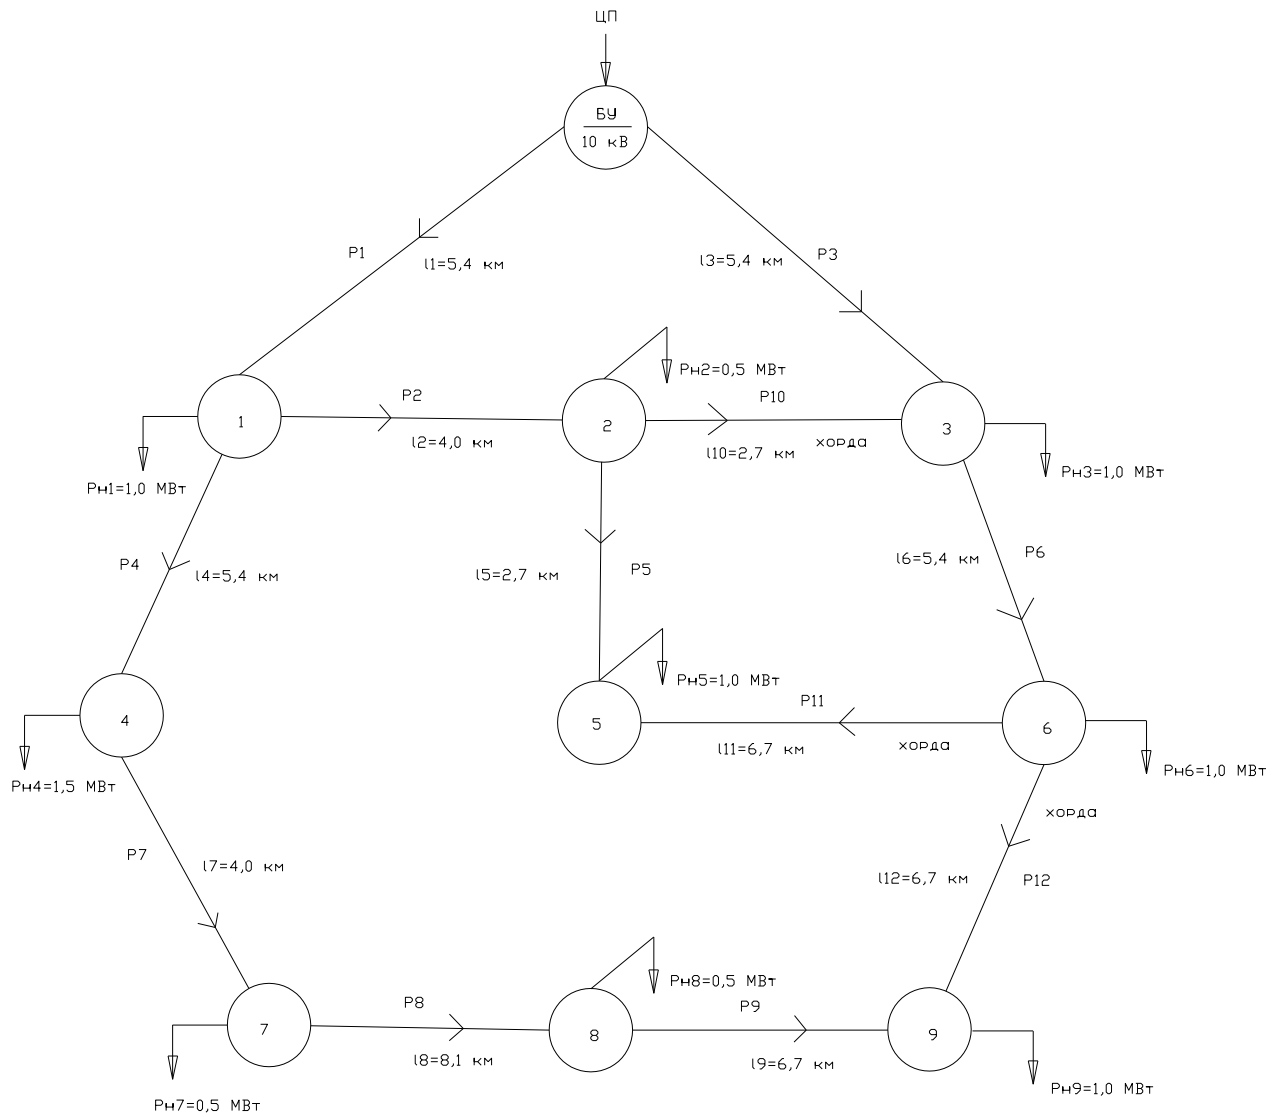 ЦП
БУ
10 кВ
P1
l1=5,4 км
l3=5,4 км
P3
Pн2=0,5 МВт
P2
P10
1
2
3
l2=4,0 км
l10=2,7 км
хорда
Pн1=1,0 МВт
Pн3=1,0 МВт
P4
l4=5,4 км
l5=2,7 км
P5
l6=5,4 км
P6
Pн5=1,0 МВт
P11
4
5
6
l11=6,7 км
хорда
Pн4=1,5 МВт
Pн6=1,0 МВт
хорда
P7
l7=4,0 км
l12=6,7 км
P12
Pн8=0,5 МВт
P8
P9
7
8
9
l8=8,1 км
l9=6,7 км
Pн7=0,5 МВт
Pн9=1,0 МВт